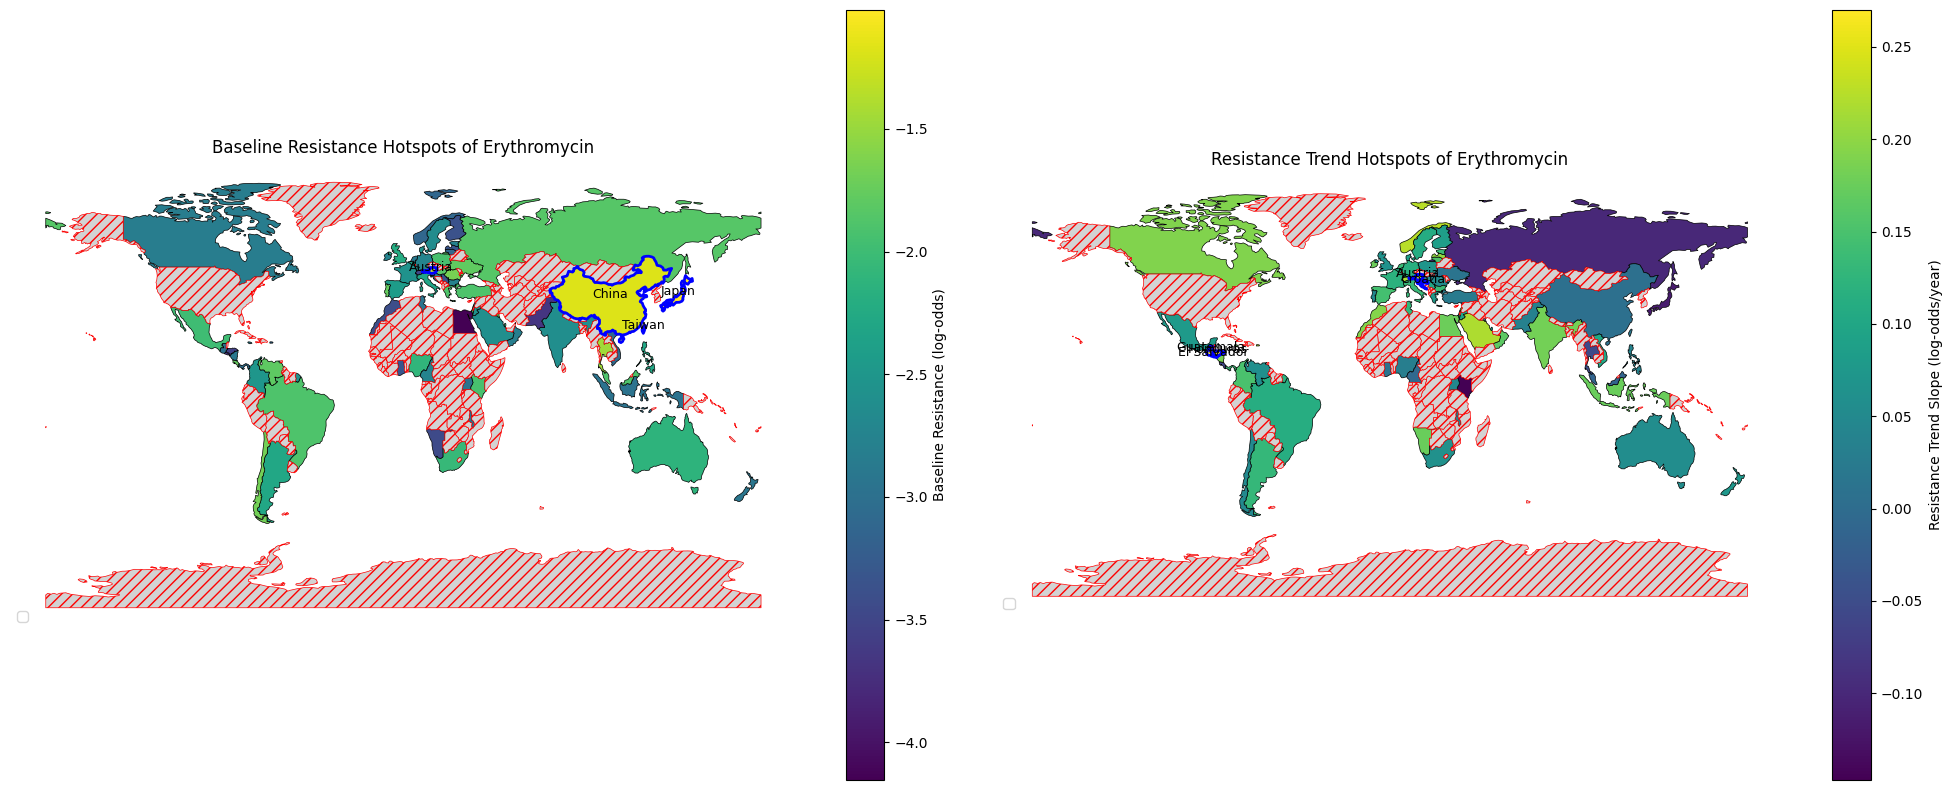 Baseline Resistance Hotspots of Erythromycin
Austria
China
Japan
Taiwan
−1.5
−2.0
−2.5
−3.0
−3.5
−4.0
Baseline Resistance (log-odds)
Resistance Trend Hotspots of Erythromycin
Austria
Croatia
Guatemala
El Salvador
0.25
0.20
0.15
0.10
0.05
0.00
−0.05
−0.10
Resistance Trend Slope (log-odds/year)